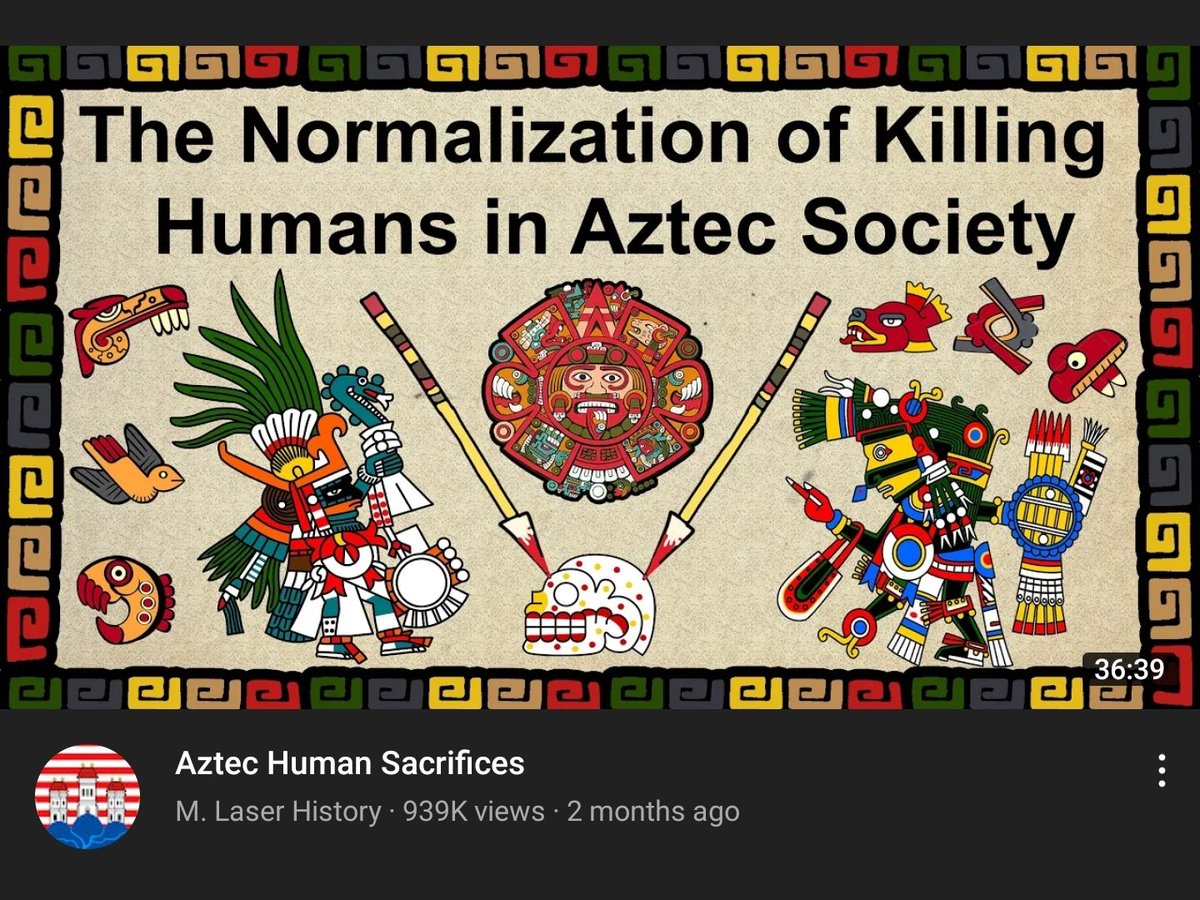 The Normalization of Killing
Humans in Aztec Society
36:39
Aztec Human Sacrifices
M. Laser History · 939K views · 2 months ago